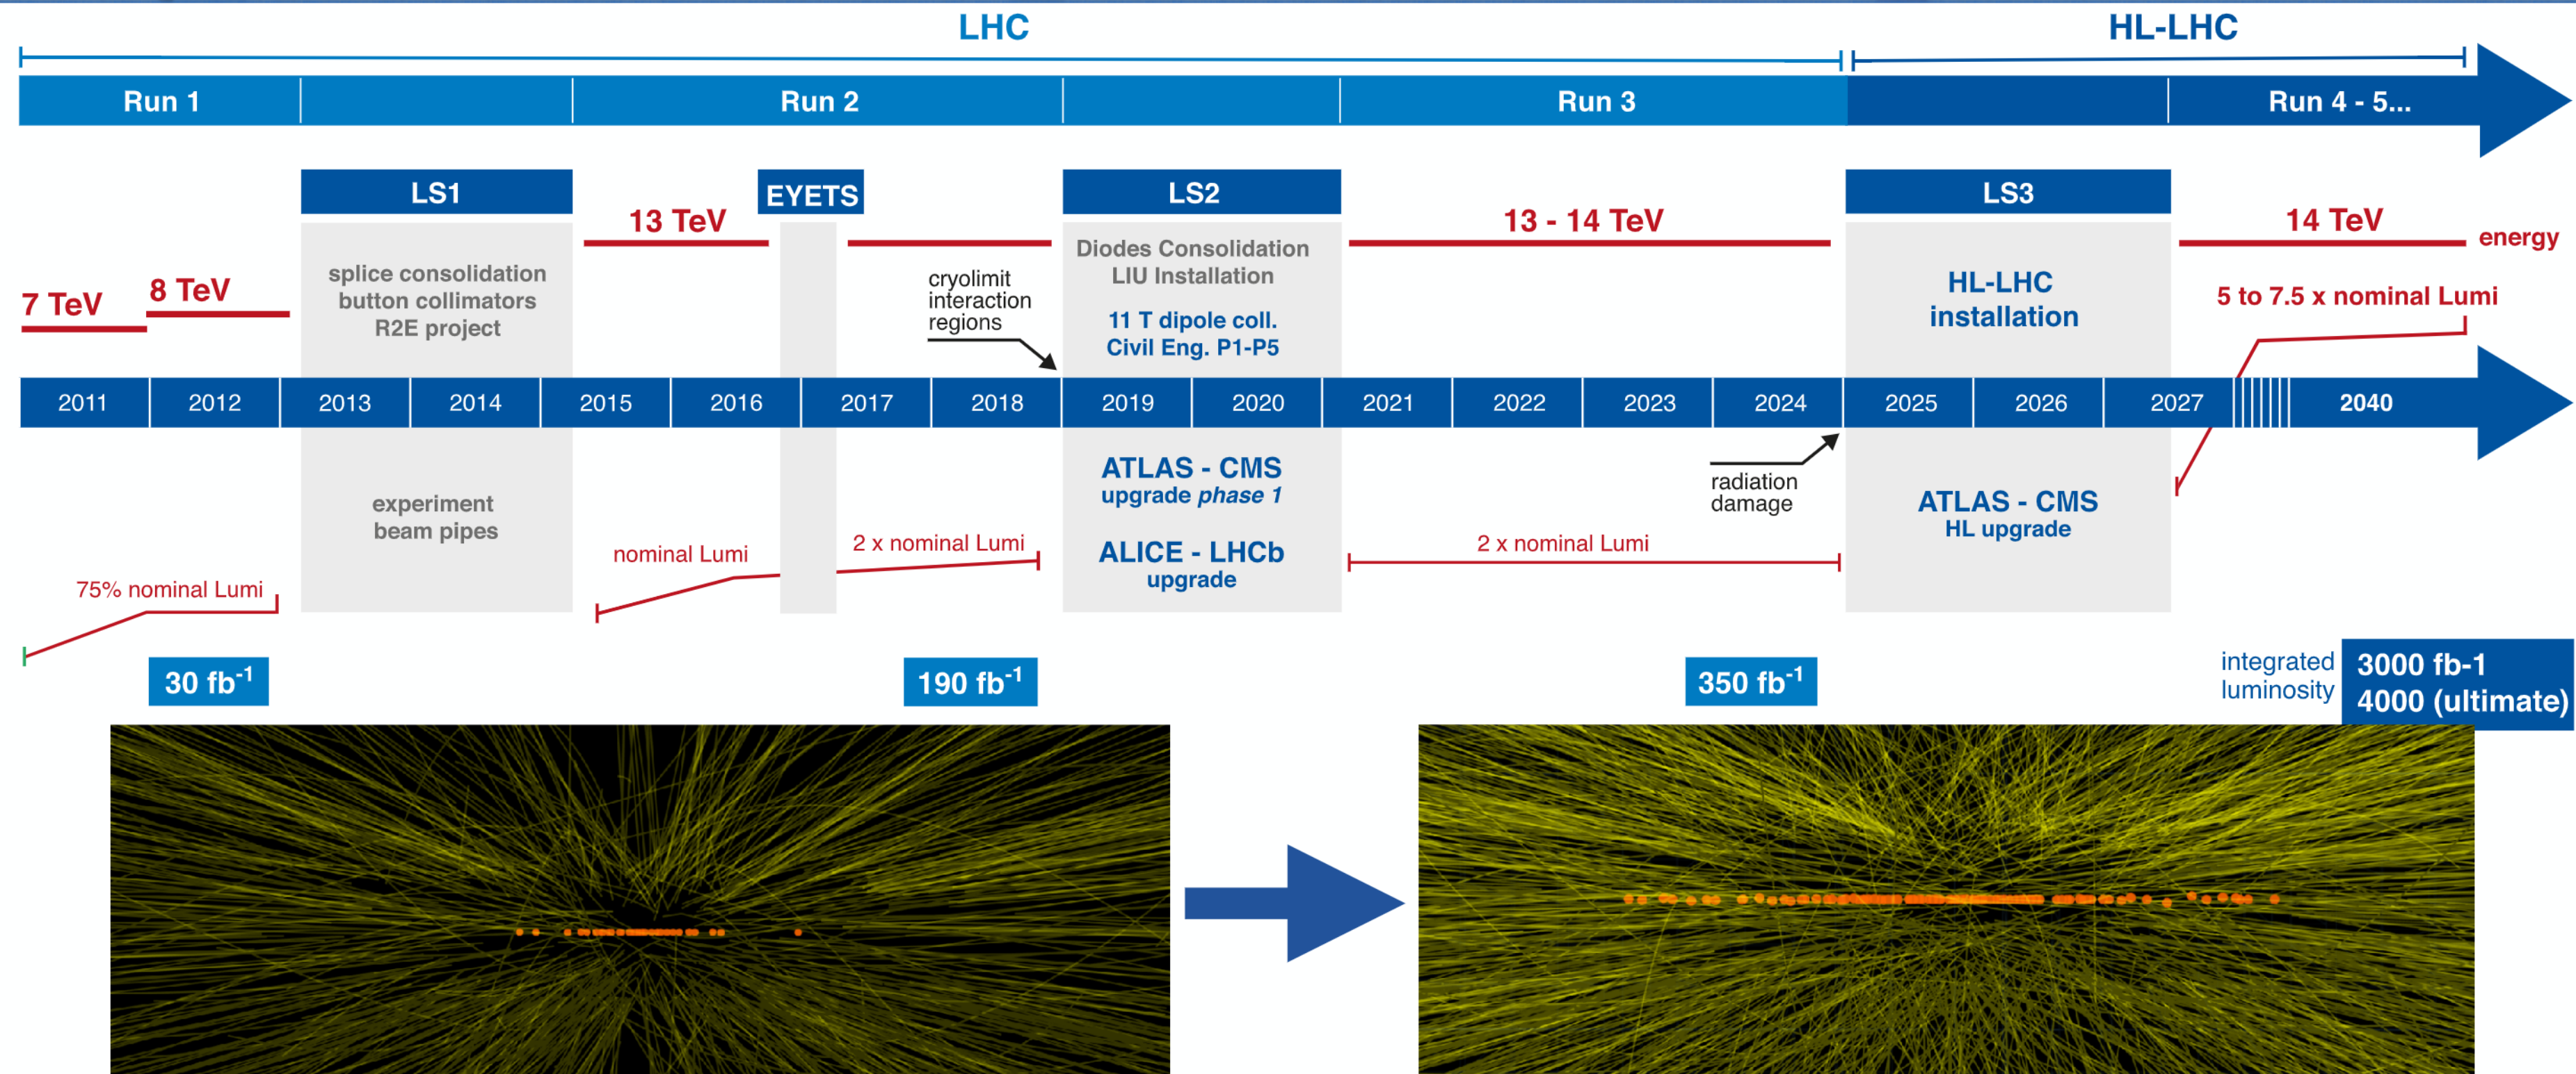 LHC
HL-LHC
Run 1
Run 2
Run 3
Run 4 - 5...
LS1
EYETS
LS2
LS3
13 TeV
13 - 14 TeV
14 TeV
energy
7 TeV
8 TeV
splice consolidation
button collimators
R2E project
cryolimit
interaction
regions
Diodes Consolidation
LIU Installation
11 T dipole coll.
Civil Eng. P1-P5
HL-LHC
installation
5 to 7.5 x nominal Lumi
2011
2012
2013
2014
2015
2016
2017
2018
2019
2020
2021
2022
2023
2024
2025
2026
2027
2040
experiment
beam pipes
ATLAS - CMS
upgrade phase 1
ALICE - LHCb
upgrade
radiation
damage
ATLAS - CMS
HL upgrade
75% nominal Lumi
nominal Lumi
2 x nominal Lumi
2 x nominal Lumi
30 fb⁻¹
190 fb⁻¹
350 fb⁻¹
integrated
luminosity
3000 fb-1
4000 (ultimate)